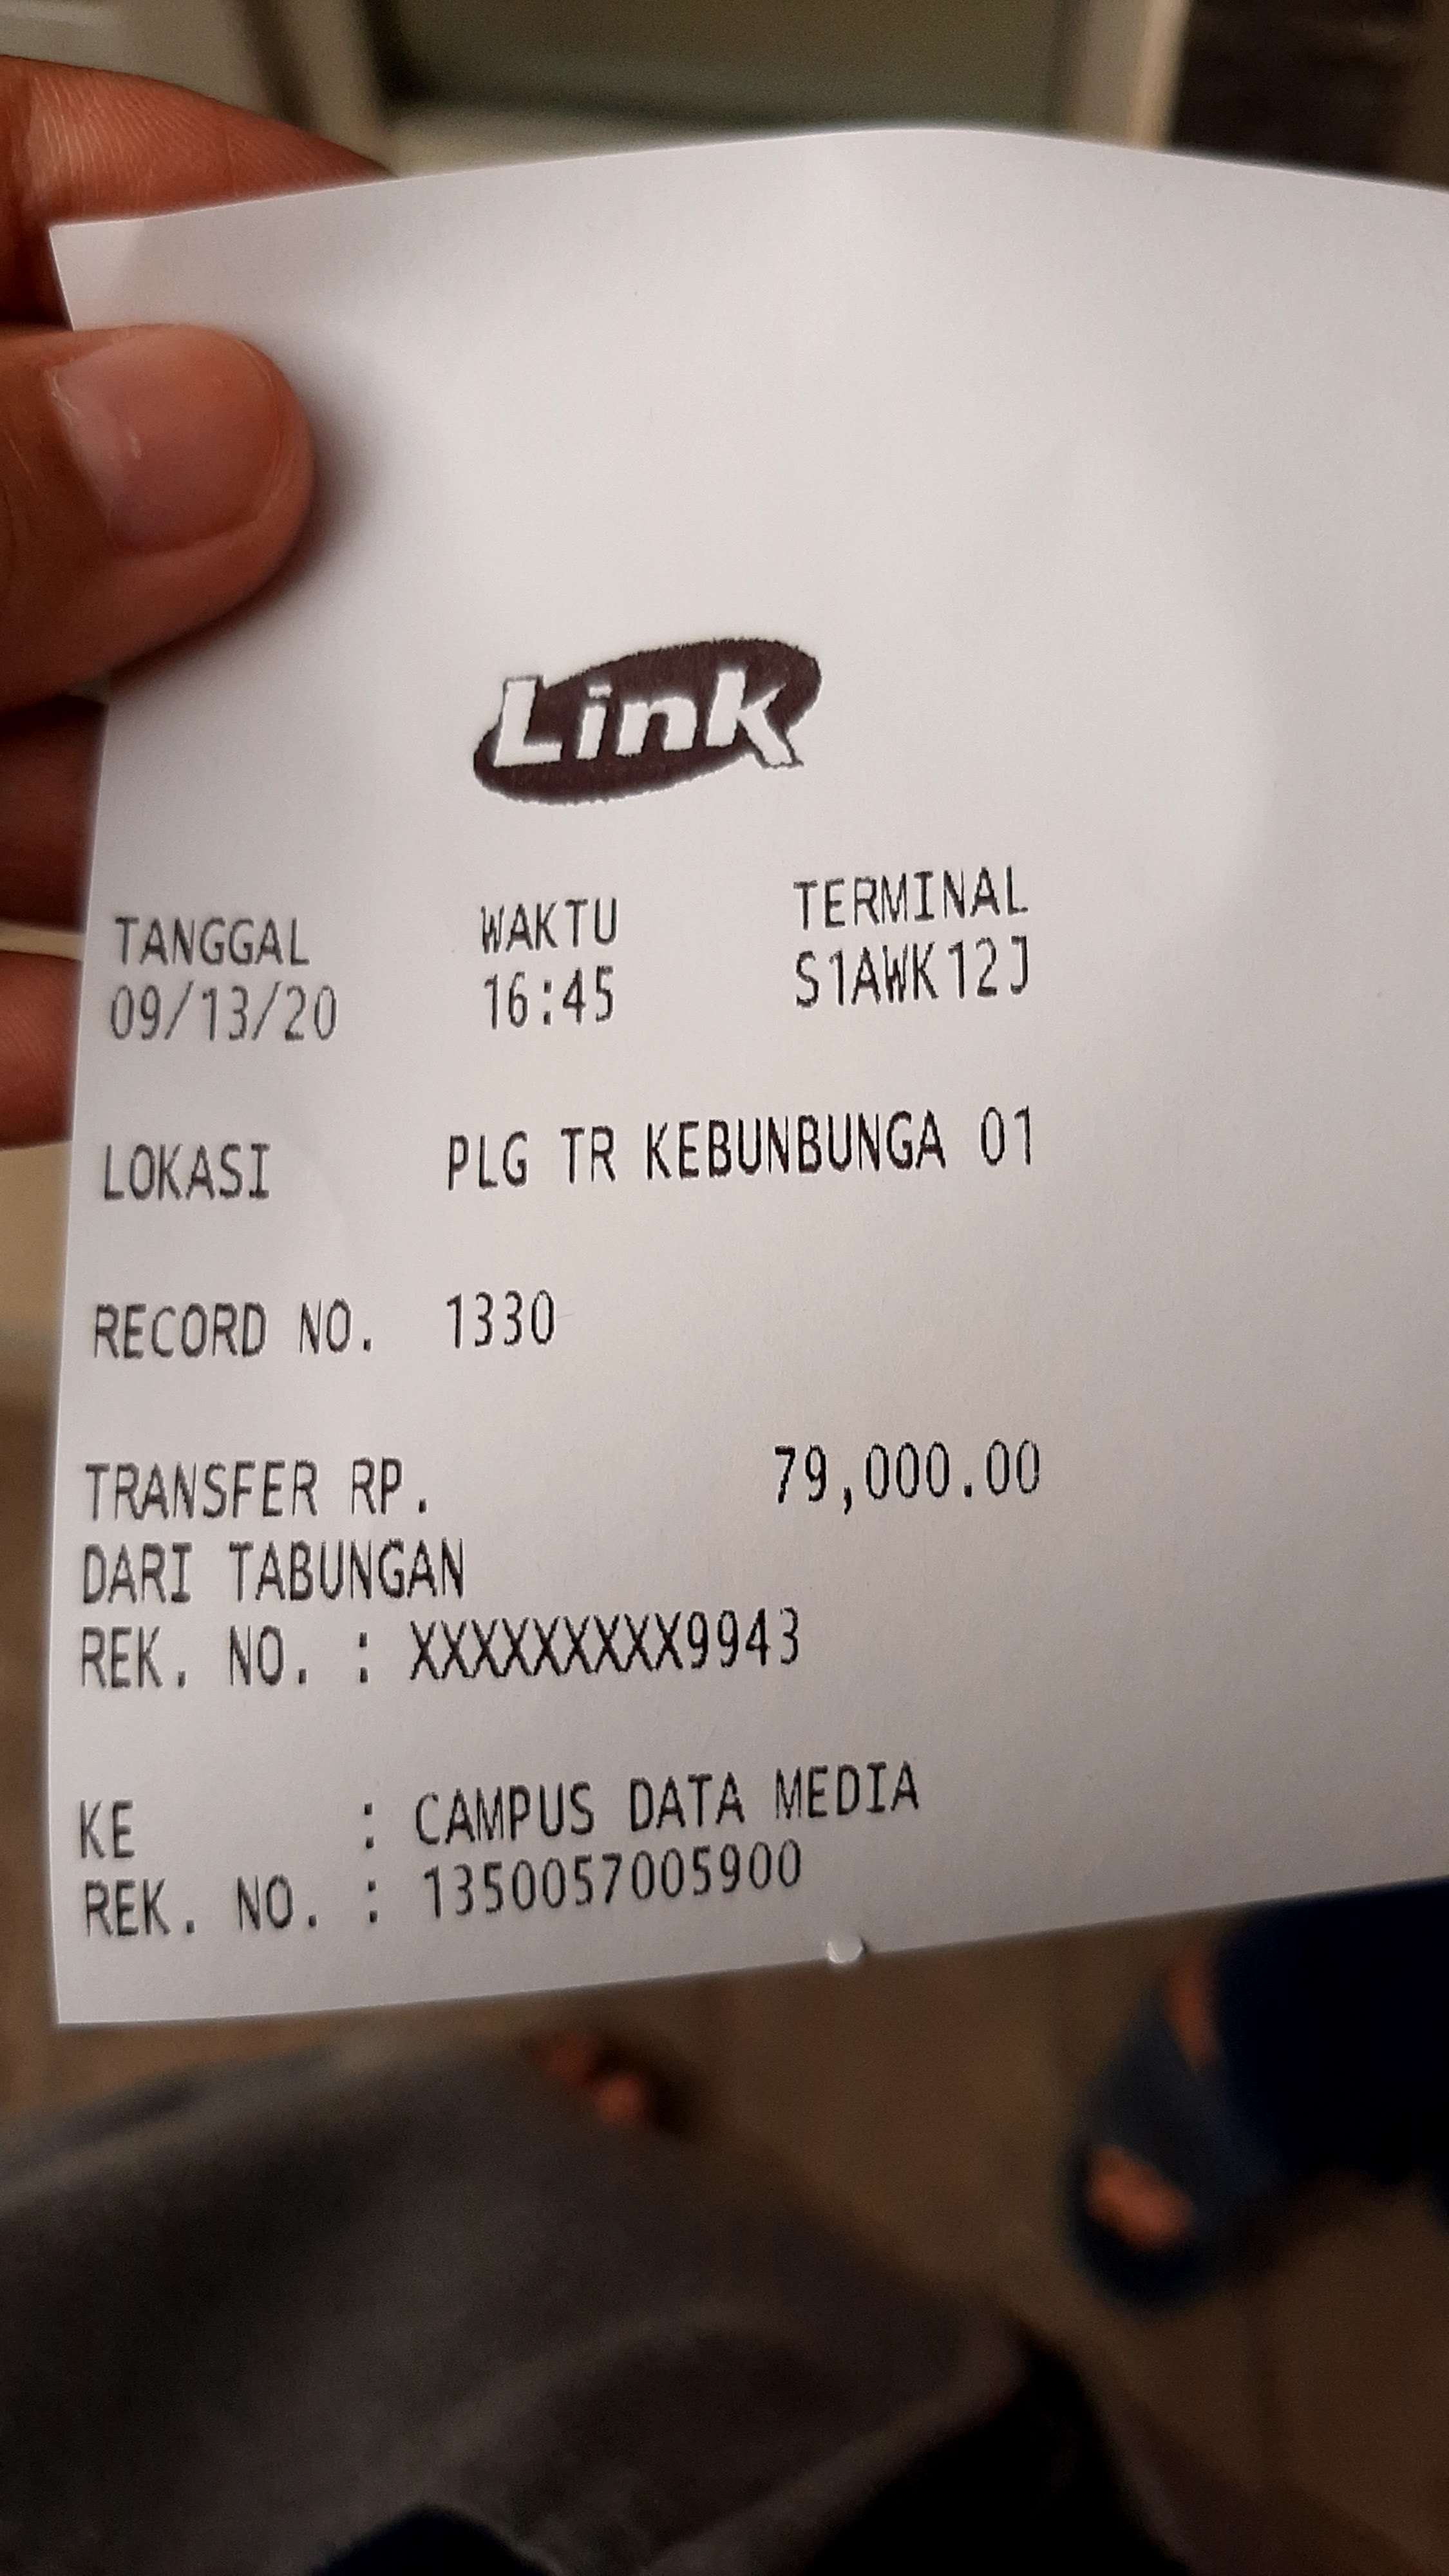 Link
TANGGAL WAKTU TERMINAL
09/13/20 16:45 S1AWK12J
LOKASI PLG TR KEBUNBUNGA 01
RECORD NO. 1330
TRANSFER RP. 79,000.00
DARI TABUNGAN
REK. NO. : XXXXXXXXX9943
KE : CAMPUS DATA MEDIA
REK. NO. : 1350057005900